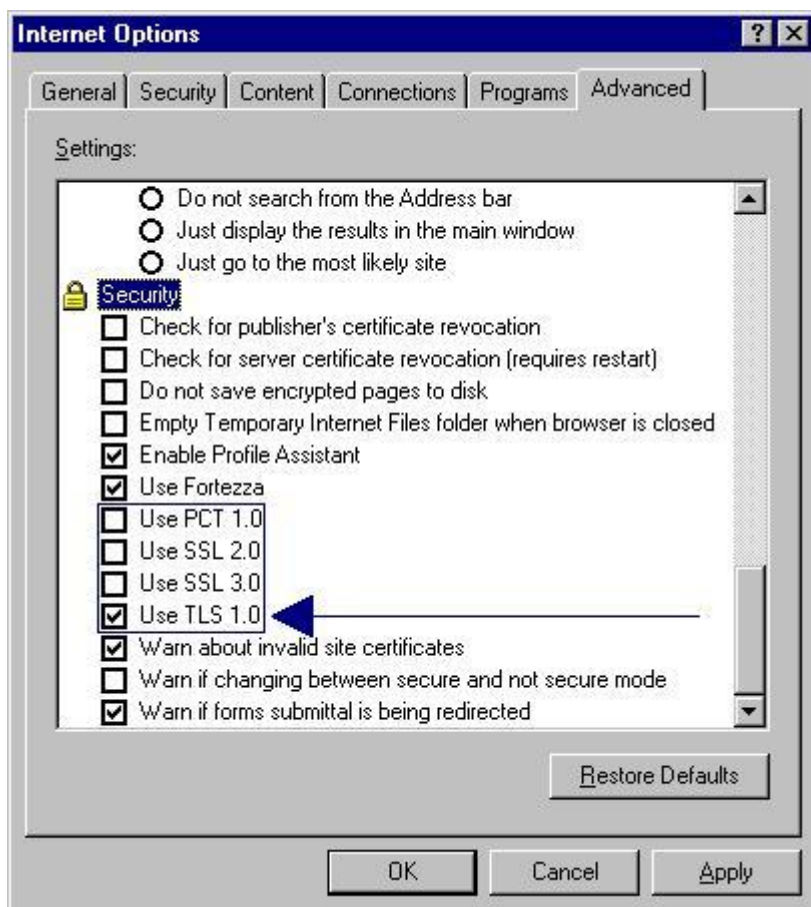 Internet Options
General Security Content Connections Programs Advanced
Settings:
Do not search from the Address bar
Just display the results in the main window
Just go to the most likely site
Security
Check for publisher's certificate revocation
Check for server certificate revocation (requires restart)
Do not save encrypted pages to disk
Empty Temporary Internet Files folder when browser is closed
Enable Profile Assistant
Use Fortezza
Use PCT 1.0
Use SSL 2.0
Use SSL 3.0
Use TLS 1.0
Warn about invalid site certificates
Warn if changing between secure and not secure mode
Warn if forms submittal is being redirected
Restore Defaults
OK Cancel Apply